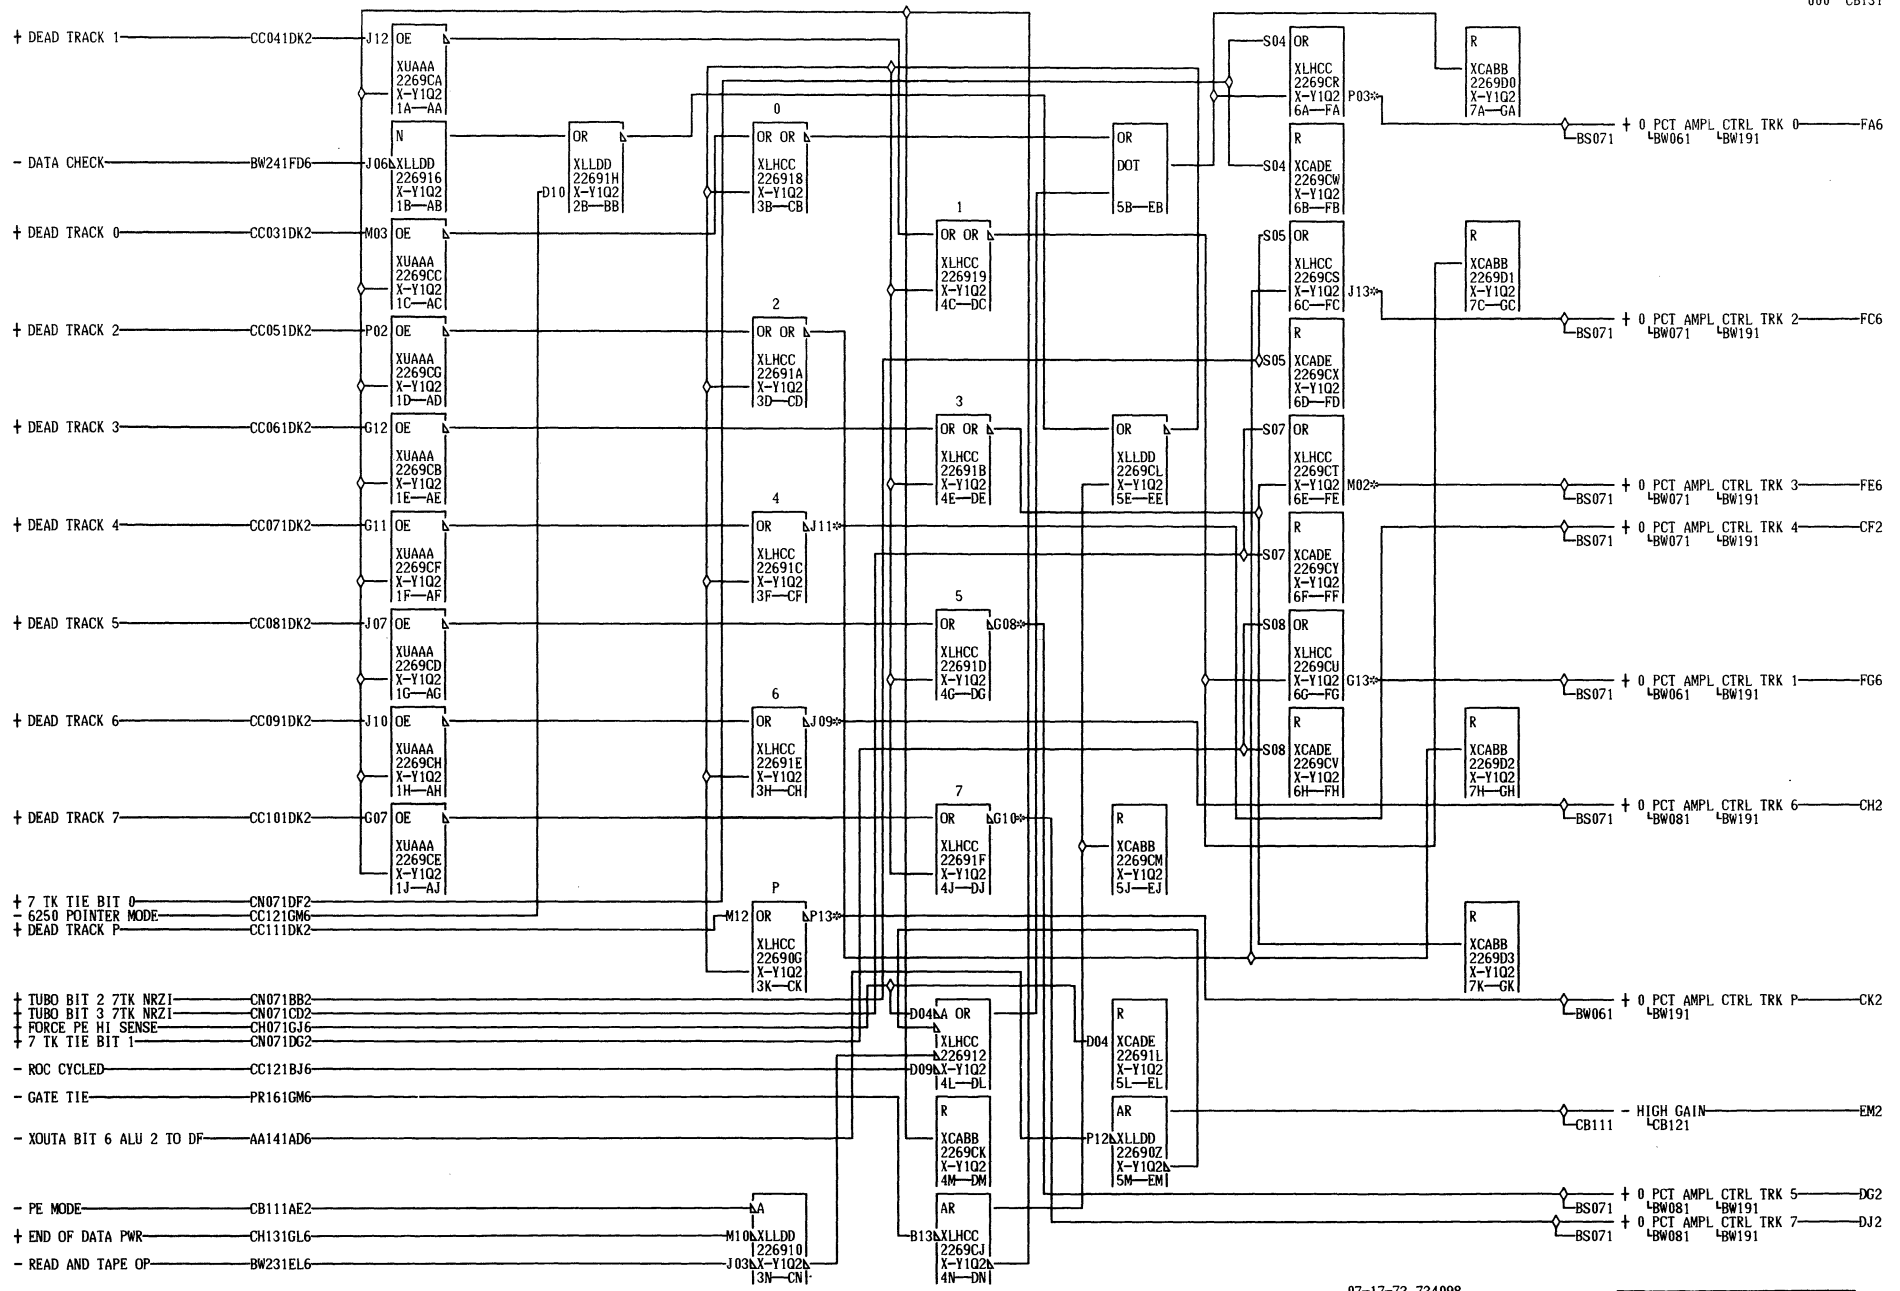 000 CB131
+ DEAD TRACK 1 CC041DK2 J12 OE
XUAAA
2269CA
X-Y1Q2
1A—AA
S04 OR
XLHCC
2269CR
X-Y1Q2 P03*
6A—FA
R
XCABB
2269D0
X-Y1Q2
7A—GA
+ 0 PCT AMPL CTRL TRK 0 FA6
BS071 BW061 BW191
- DATA CHECK BW241FD6 J06
N
XLLDD
226916
X-Y1Q2
1B—AB
OR
XLLDD
22691H
D10 X-Y1Q2
2B—BB
0
OR OR
XLHCC
226918
X-Y1Q2
3B—CB
OR
DOT
5B—EB
R
S04 XCADE
2269CW
X-Y1Q2
6B—FB
+ DEAD TRACK 0 CC031DK2 M03 OE
XUAAA
2269CC
X-Y1Q2
1C—AC
1
OR OR
XLHCC
226919
X-Y1Q2
4C—DC
S05 OR
XLHCC
2269CS
X-Y1Q2 J13*
6C—FC
R
XCABB
2269D1
X-Y1Q2
7C—GC
+ 0 PCT AMPL CTRL TRK 2 FC6
BS071 BW071 BW191
+ DEAD TRACK 2 CC051DK2 P02 OE
XUAAA
2269CG
X-Y1Q2
1D—AD
2
OR OR
XLHCC
22691A
X-Y1Q2
3D—CD
R
S05 XCADE
2269CX
X-Y1Q2
6D—FD
+ DEAD TRACK 3 CC061DK2 G12 OE
XUAAA
2269CB
X-Y1Q2
1E—AE
3
OR OR
XLHCC
22691B
X-Y1Q2
4E—DE
OR
XLLDD
2269CL
X-Y1Q2
5E—EE
S07 OR
XLHCC
2269CT
X-Y1Q2 M02*
6E—FE
+ 0 PCT AMPL CTRL TRK 3 FE6
BS071 BW071 BW191
+ DEAD TRACK 4 CC071DK2 G11 OE
XUAAA
2269CF
X-Y1Q2
1F—AF
4
OR J11*
XLHCC
22691C
X-Y1Q2
3F—CF
R
S07 XCADE
2269CY
X-Y1Q2
6F—FF
+ 0 PCT AMPL CTRL TRK 4 CF2
BS071 BW071 BW191
+ DEAD TRACK 5 CC081DK2 J07 OE
XUAAA
2269CD
X-Y1Q2
1G—AG
5
OR G08*
XLHCC
22691D
X-Y1Q2
4G—DG
S08 OR
XLHCC
2269CU
X-Y1Q2 G13*
6G—FG
+ 0 PCT AMPL CTRL TRK 1 FG6
BS071 BW061 BW191
+ DEAD TRACK 6 CC091DK2 J10 OE
XUAAA
2269CH
X-Y1Q2
1H—AH
6
OR J09*
XLHCC
22691E
X-Y1Q2
3H—CH
R
S08 XCADE
2269CV
X-Y1Q2
6H—FH
R
XCABB
2269D2
X-Y1Q2
7H—GH
+ 0 PCT AMPL CTRL TRK 6 CH2
BS071 BW081 BW191
+ DEAD TRACK 7 CC101DK2 G07 OE
XUAAA
2269CE
X-Y1Q2
1J—AJ
7
OR G10*
XLHCC
22691F
X-Y1Q2
4J—DJ
R
XCABB
2269CM
X-Y1Q2
5J—EJ
+ 7 TK TIE BIT 0 CN071DF2
- 6250 POINTER MODE CC121GM6
+ DEAD TRACK P CC111DK2
P
M12 OR P13*
XLHCC
22690G
X-Y1Q2
3K—CK
R
XCABB
2269D3
X-Y1Q2
7K—GK
+ 0 PCT AMPL CTRL TRK P CK2
BW061 BW191
+ TUBO BIT 2 7TK NRZI CN071BB2
+ TUBO BIT 3 7TK NRZI CN071CD2
+ FORCE PE HI SENSE CH071GJ6
+ 7 TK TIE BIT 1 CN071DG2
- ROC CYCLED CC121BJ6
D04 A OR
XLHCC
226912
D09 X-Y1Q2
4L—DL
R
D04 XCADE
22691L
X-Y1Q2
5L—EL
- GATE TIE PR161GM6
- XOUTA BIT 6 ALU 2 TO DF AA141AD6
R
XCABB
2269CK
X-Y1Q2
4M—DM
AR
P12 XLLDD
22690Z
X-Y1Q2
5M—EM
- HIGH GAIN EM2
CB111 CB121
- PE MODE CB111AE2
+ END OF DATA PWR CH131GL6
- READ AND TAPE OP BW231EL6
A
M10 XLLDD
226910
J03 X-Y1Q2
3N—CN
AR
B13 XLHCC
2269CJ
X-Y1Q2
4N—DN
+ 0 PCT AMPL CTRL TRK 5 DG2
BS071 BW081 BW191
+ 0 PCT AMPL CTRL TRK 7 DJ2
BS071 BW081 BW191